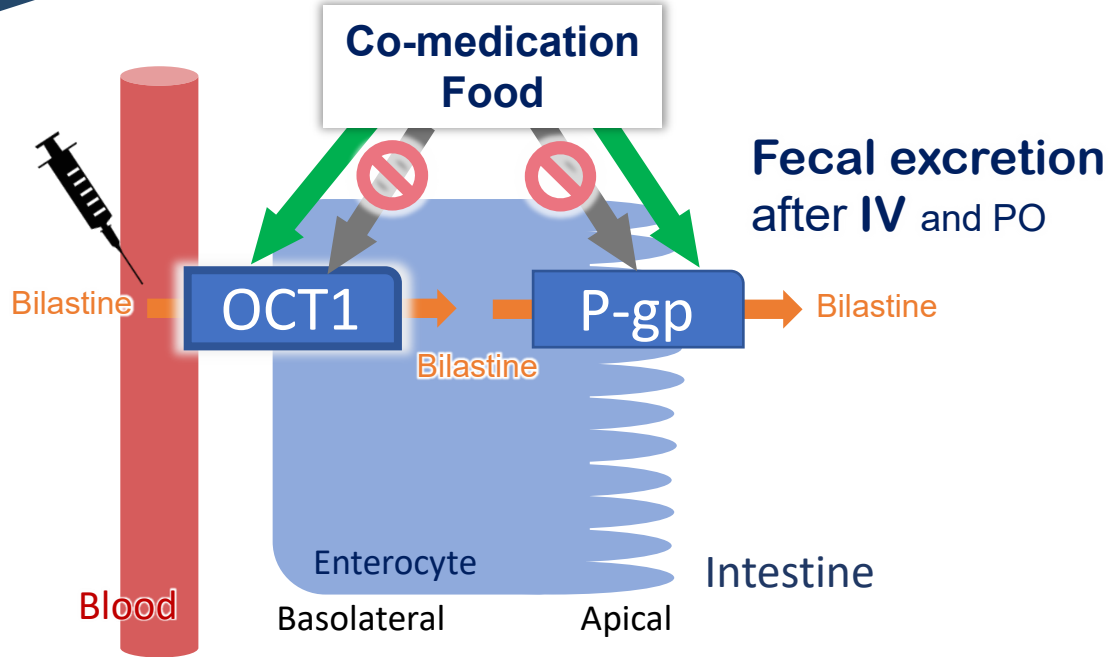 Co-medication
Food
Fecal excretion
after IV and PO
Bilastine
OCT1
Bilastine
P-gp
Bilastine
Enterocyte
Intestine
Blood
Basolateral
Apical